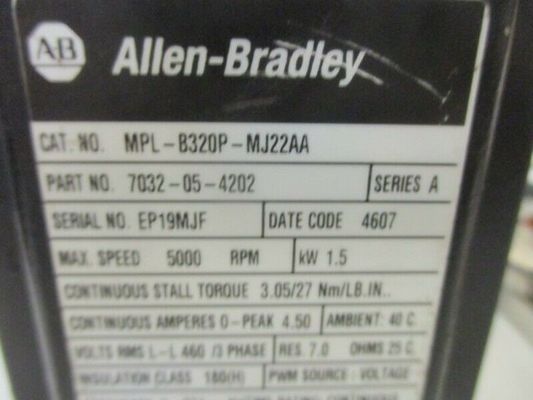 AB Allen-Bradley
CAT. NO. MPL-B320P-MJ22AA
PART NO. 7032-05-4202 SERIES A
SERIAL NO. EP19MJF DATE CODE 4607
MAX. SPEED 5000 RPM kW 1.5
CONTINUOUS STALL TORQUE 3.05/27 Nm/LB.IN..
CONTINUOUS AMPERES 0-PEAK 4.50 AMBIENT: 40 C.
VOLTS RMS L-L 460 /3 PHASE RES. 7.0 OHMS 25 C.
INSULATION CLASS 180(H) PWM SOURCE: VOLTAGE